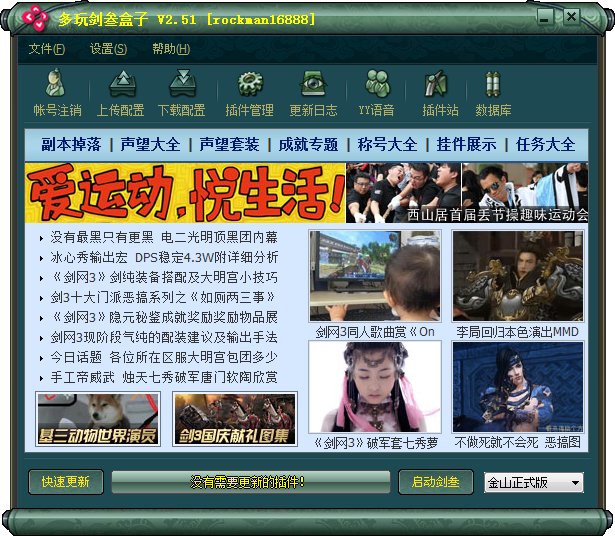 多玩剑叁盒子 V2.51 [rockman16888]
文件(F) 设置(S) 帮助(H)
帐号注销 上传配置 下载配置 插件管理 更新日志 YY语音 插件站 数据库
副本掉落 | 声望大全 | 声望套装 | 成就专题 | 称号大全 | 挂件展示 | 任务大全
爱运动,悦生活!
西山居首届丢节操趣味运动会
没有最黑只有更黑 电二光明顶黑团内幕
冰心秀输出宏 DPS稳定4.3W附详细分析
《剑网3》剑纯装备搭配及大明宫小技巧
剑3十大门派恶搞系列之《如厕两三事》
《剑网3》隐元秘鉴成就奖励奖励物品展
剑网3现阶段气纯的配装建议及输出手法
今日话题 各位所在区服大明宫包团多少
手工帝威武 烛天七秀破军唐门软陶欣赏
基三动物世界演员
剑3国庆献礼图集
剑网3同人歌曲赏《On
李局回归本色演出MMD
《剑网3》破军套七秀萝
不做死就不会死 恶搞图
快速更新
没有需要更新的插件!
启动剑叁
金山正式版